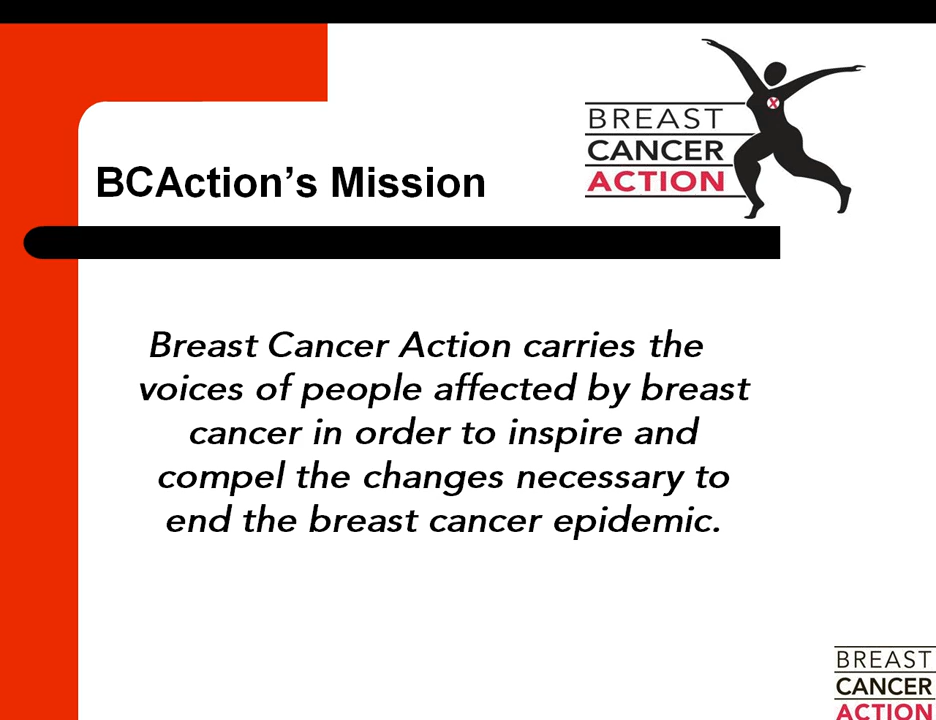 BREAST
CANCER
ACTION
BCAction’s Mission
Breast Cancer Action carries the
voices of people affected by breast
cancer in order to inspire and
compel the changes necessary to
end the breast cancer epidemic.
BREAST
CANCER
ACTION